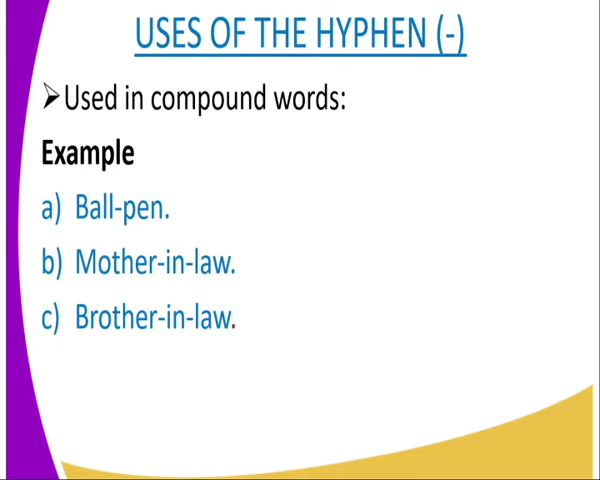 USES OF THE HYPHEN (-)
➢Used in compound words:
Example
a) Ball-pen.
b) Mother-in-law.
c) Brother-in-law.